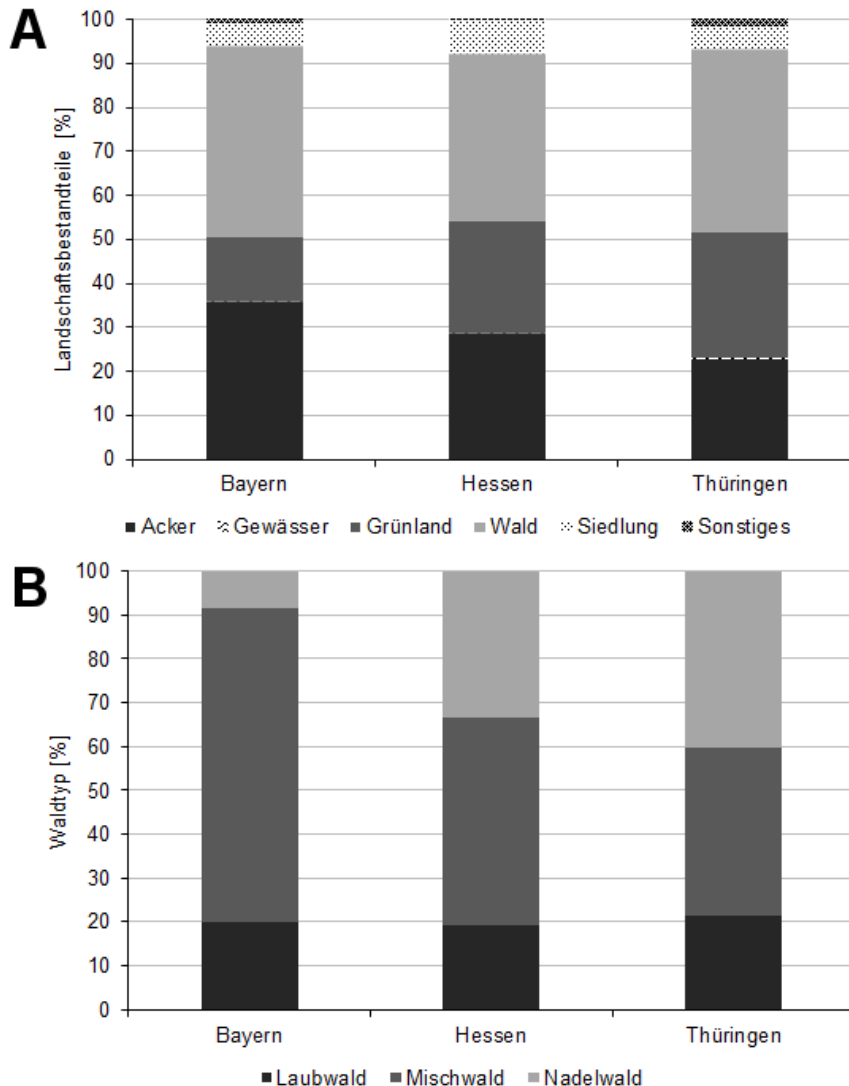 A
Landschaftsbestandteile [%]
100
90
80
70
60
50
40
30
20
10
0
Bayern Hessen Thüringen
Acker Gewässer Grünland Wald Siedlung Sonstiges
B
Waldtyp [%]
100
90
80
70
60
50
40
30
20
10
0
Bayern Hessen Thüringen
Laubwald Mischwald Nadelwald